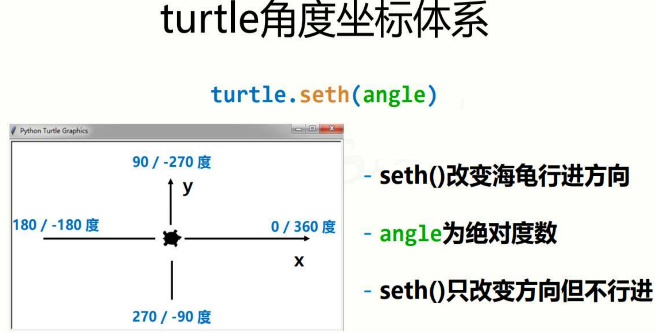 turtle角度坐标体系
turtle.seth(angle)
Python Turtle Graphics
90 / -270 度
y
180 / -180 度
0 / 360 度
x
270 / -90 度
- seth()改变海龟行进方向
- angle为绝对度数
- seth()只改变方向但不行进